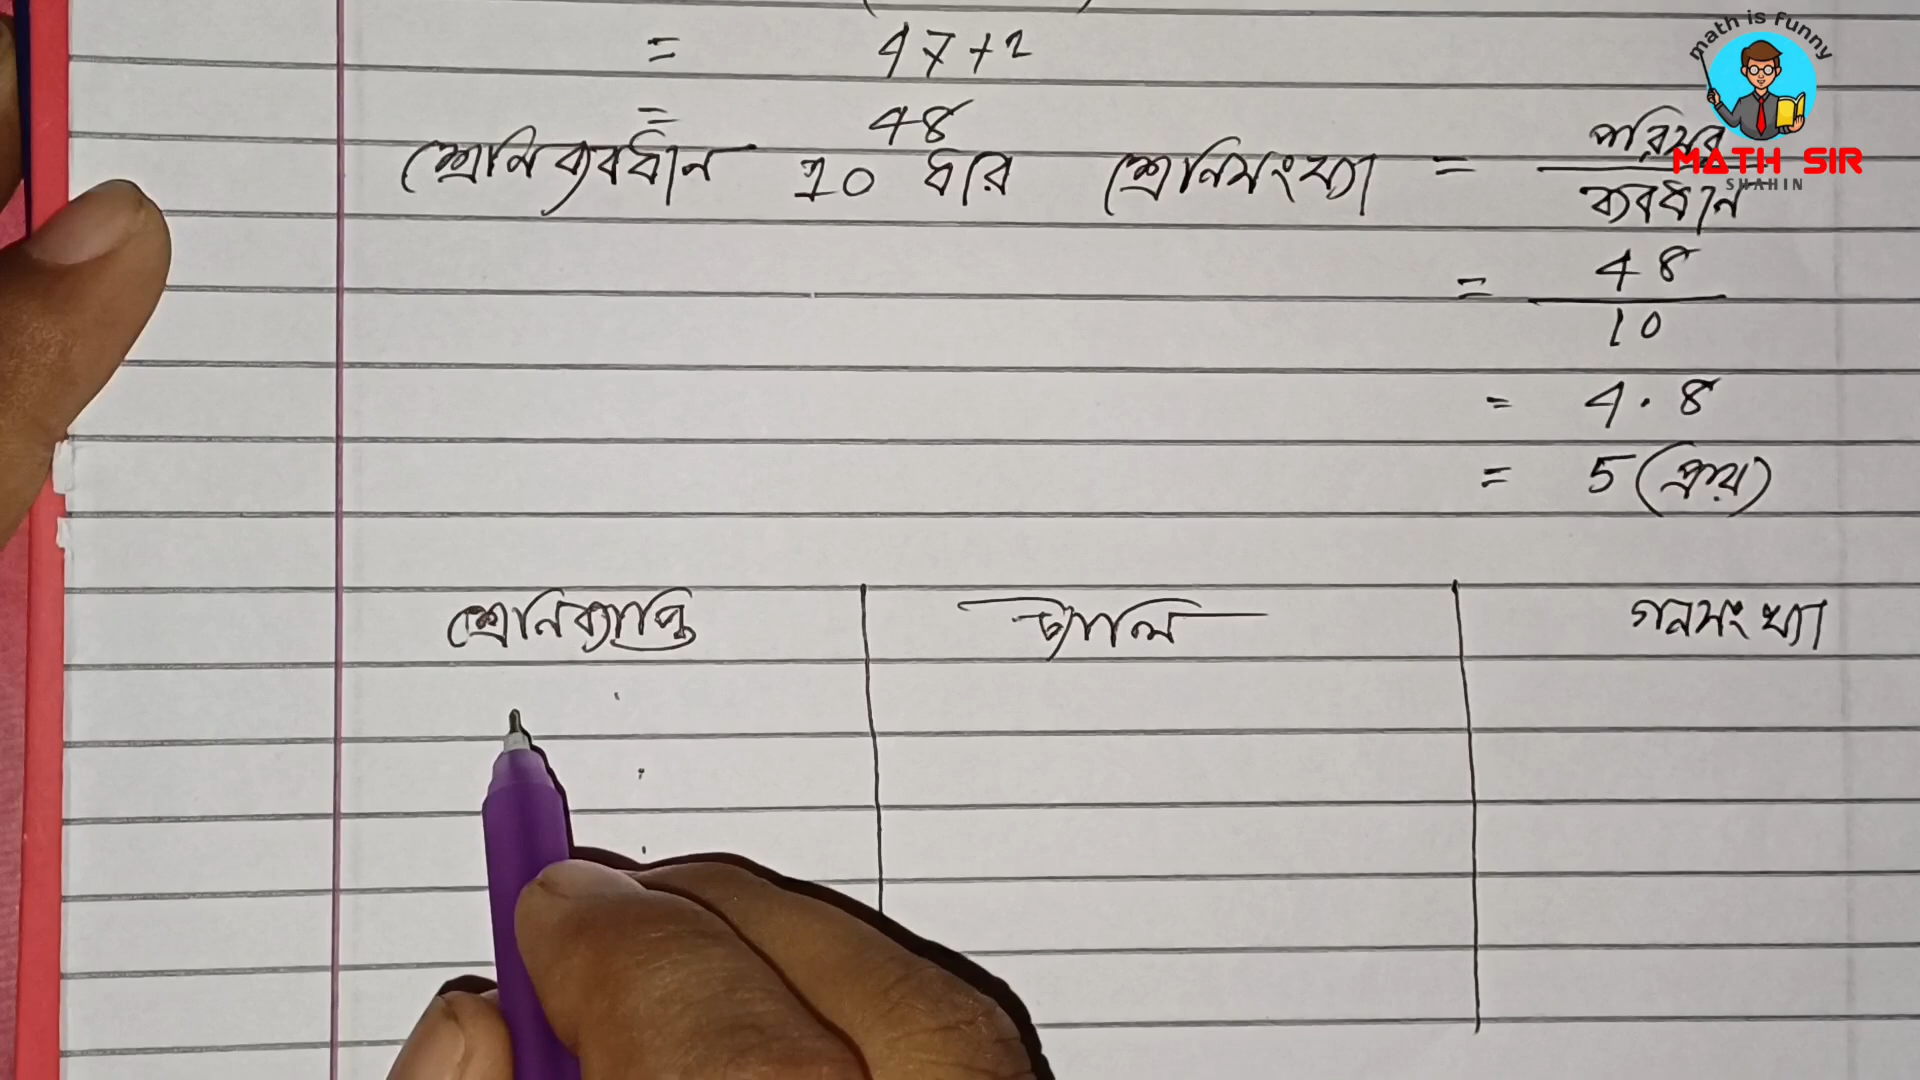 = 47+1
= 48
শ্রেনিব্যবধান 10 ধরি শ্রেনিসংখ্যা = পরিসর / ব্যবধান
= 48 / 10
= 4.8
= 5 (প্রায়)
শ্রেনিব্যাপ্তি ট্যালি গনসংখ্যা
math is funny
MATH SIR
SHAHIN